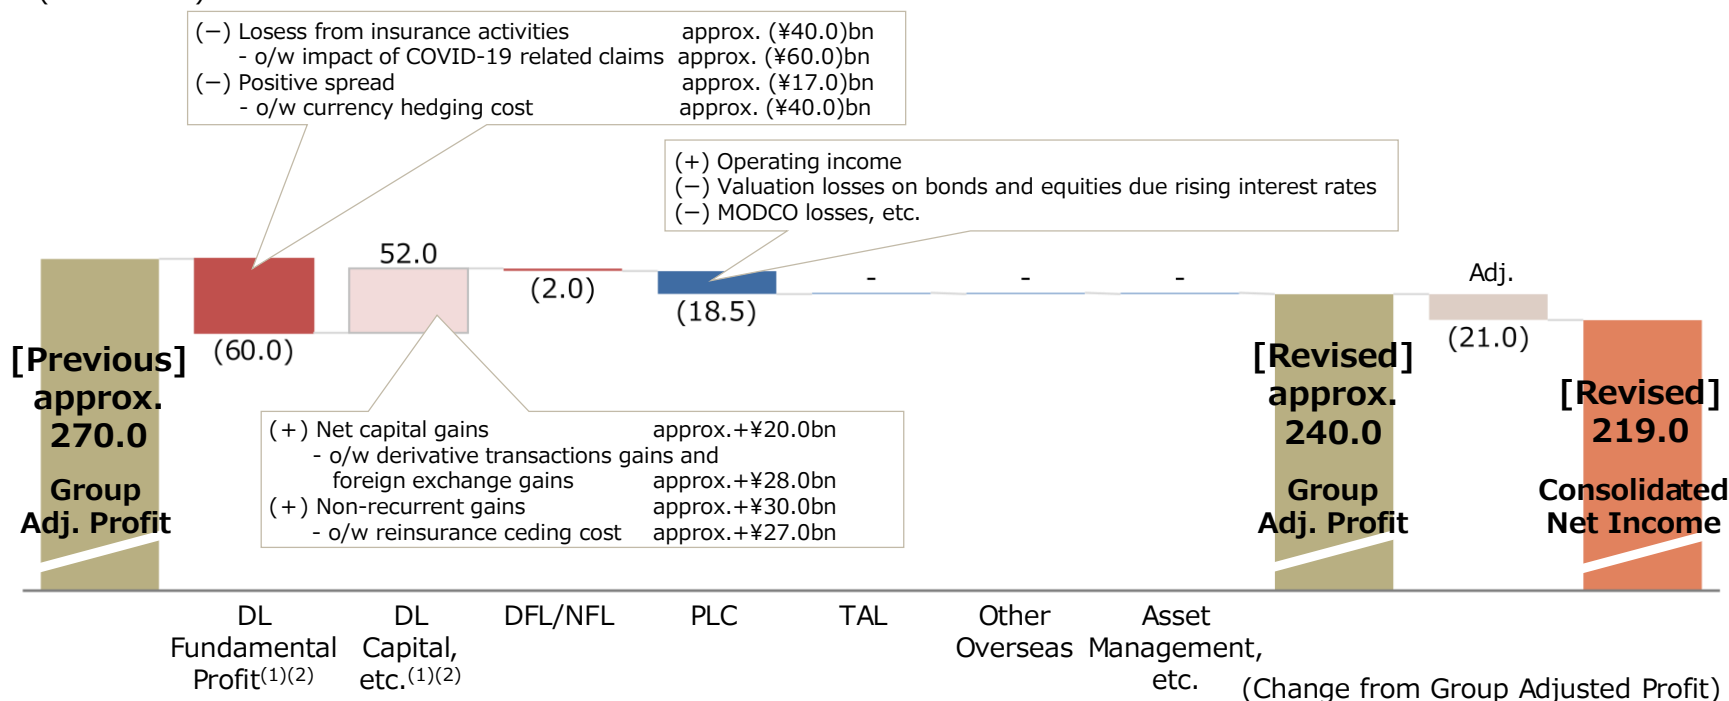 (−) Losess from insurance activities approx. (¥40.0)bn
- o/w impact of COVID-19 related claims approx. (¥60.0)bn
(−) Positive spread approx. (¥17.0)bn
- o/w currency hedging cost approx. (¥40.0)bn
(+) Operating income
(−) Valuation losses on bonds and equities due rising interest rates
(−) MODCO losses, etc.
52.0
(60.0)
(2.0)
(18.5)
-
-
-
Adj.
(21.0)
[Previous]
approx.
270.0
Group
Adj. Profit
(+) Net capital gains approx.+¥20.0bn
- o/w derivative transactions gains and
foreign exchange gains approx.+¥28.0bn
(+) Non-recurrent gains approx.+¥30.0bn
- o/w reinsurance ceding cost approx.+¥27.0bn
[Revised]
approx.
240.0
Group
Adj. Profit
[Revised]
219.0
Consolidated
Net Income
DL
Fundamental
Profit(1)(2)
DL
Capital,
etc.(1)(2)
DFL/NFL
PLC
TAL
Other
Overseas
Asset
Management,
etc.
(Change from Group Adjusted Profit)